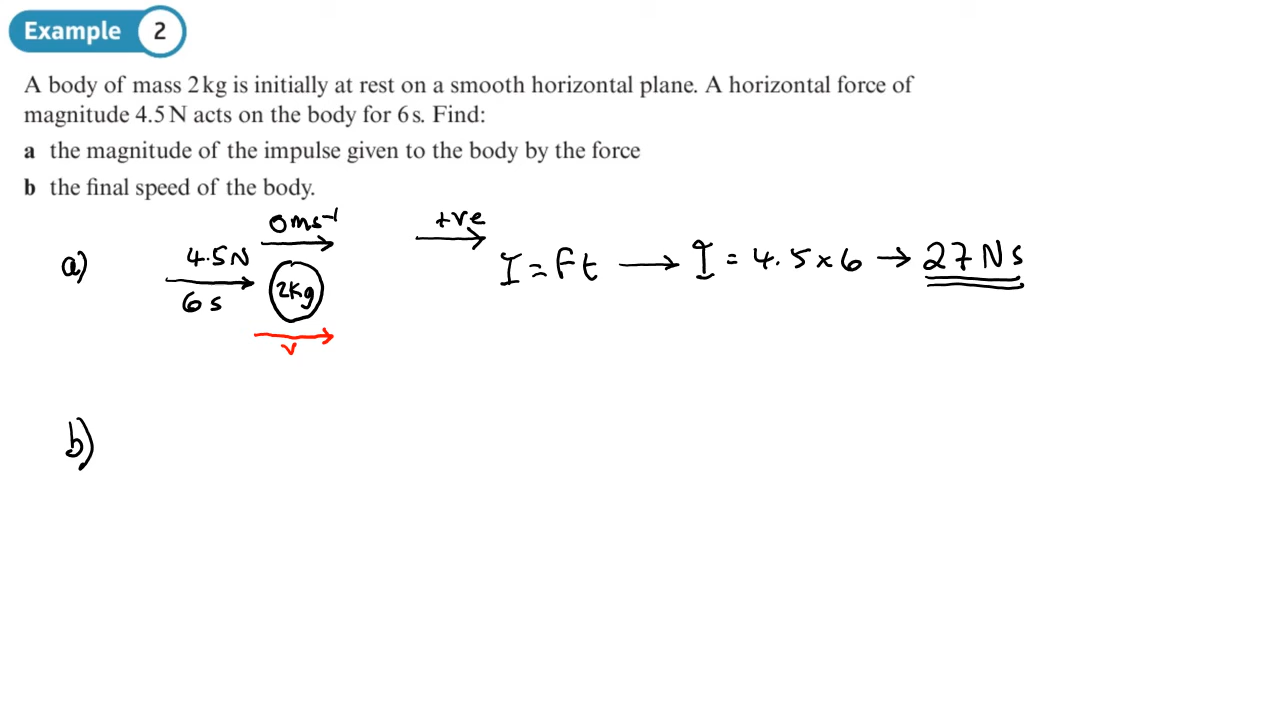 Example 2
A body of mass 2 kg is initially at rest on a smooth horizontal plane. A horizontal force of
magnitude 4.5 N acts on the body for 6 s. Find:
a the magnitude of the impulse given to the body by the force
b the final speed of the body.
0 ms⁻¹
+ve
a) 4.5N I = Ft → I = 4.5 × 6 → 27 Ns
6 s 2kg
v
b)